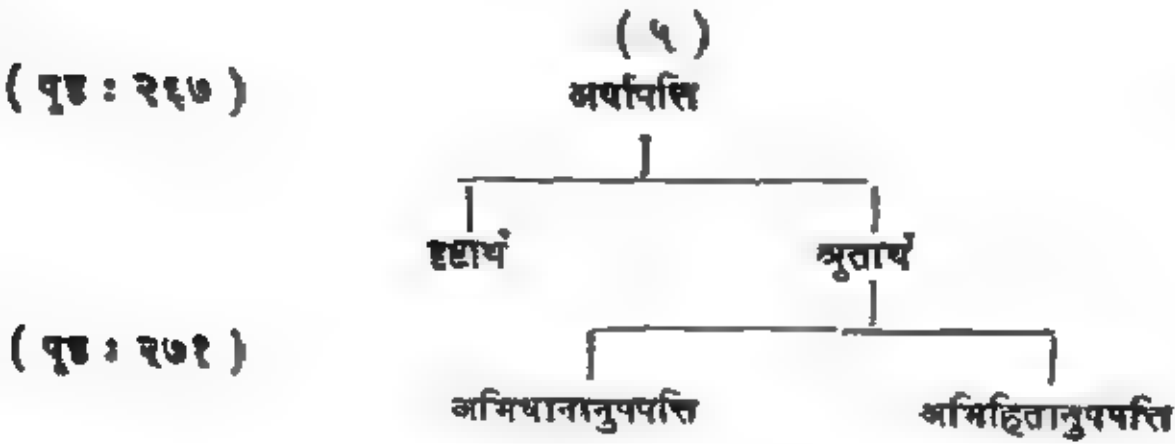 ( ५ )
( पृष्ठ : २६७ )
अर्थापत्ति
दृष्टार्थ
श्रुतार्थ
( पृष्ठ : २७१ )
अभिधानानुपपत्ति
अभिहितानुपपत्ति